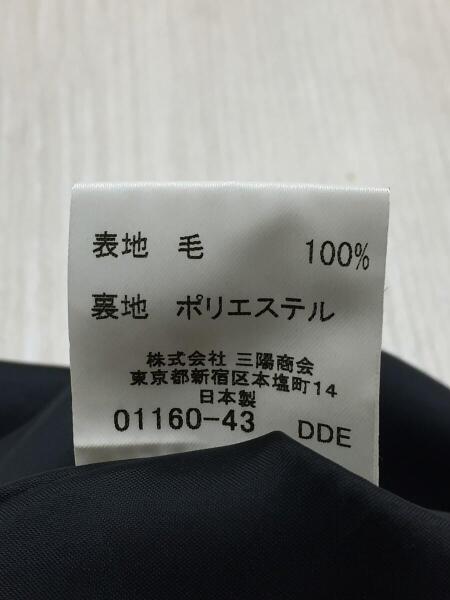 表地 毛 100%
裏地 ポリエステル
株式会社 三陽商会
東京都新宿区本塩町14
日本製
01160-43 DDE